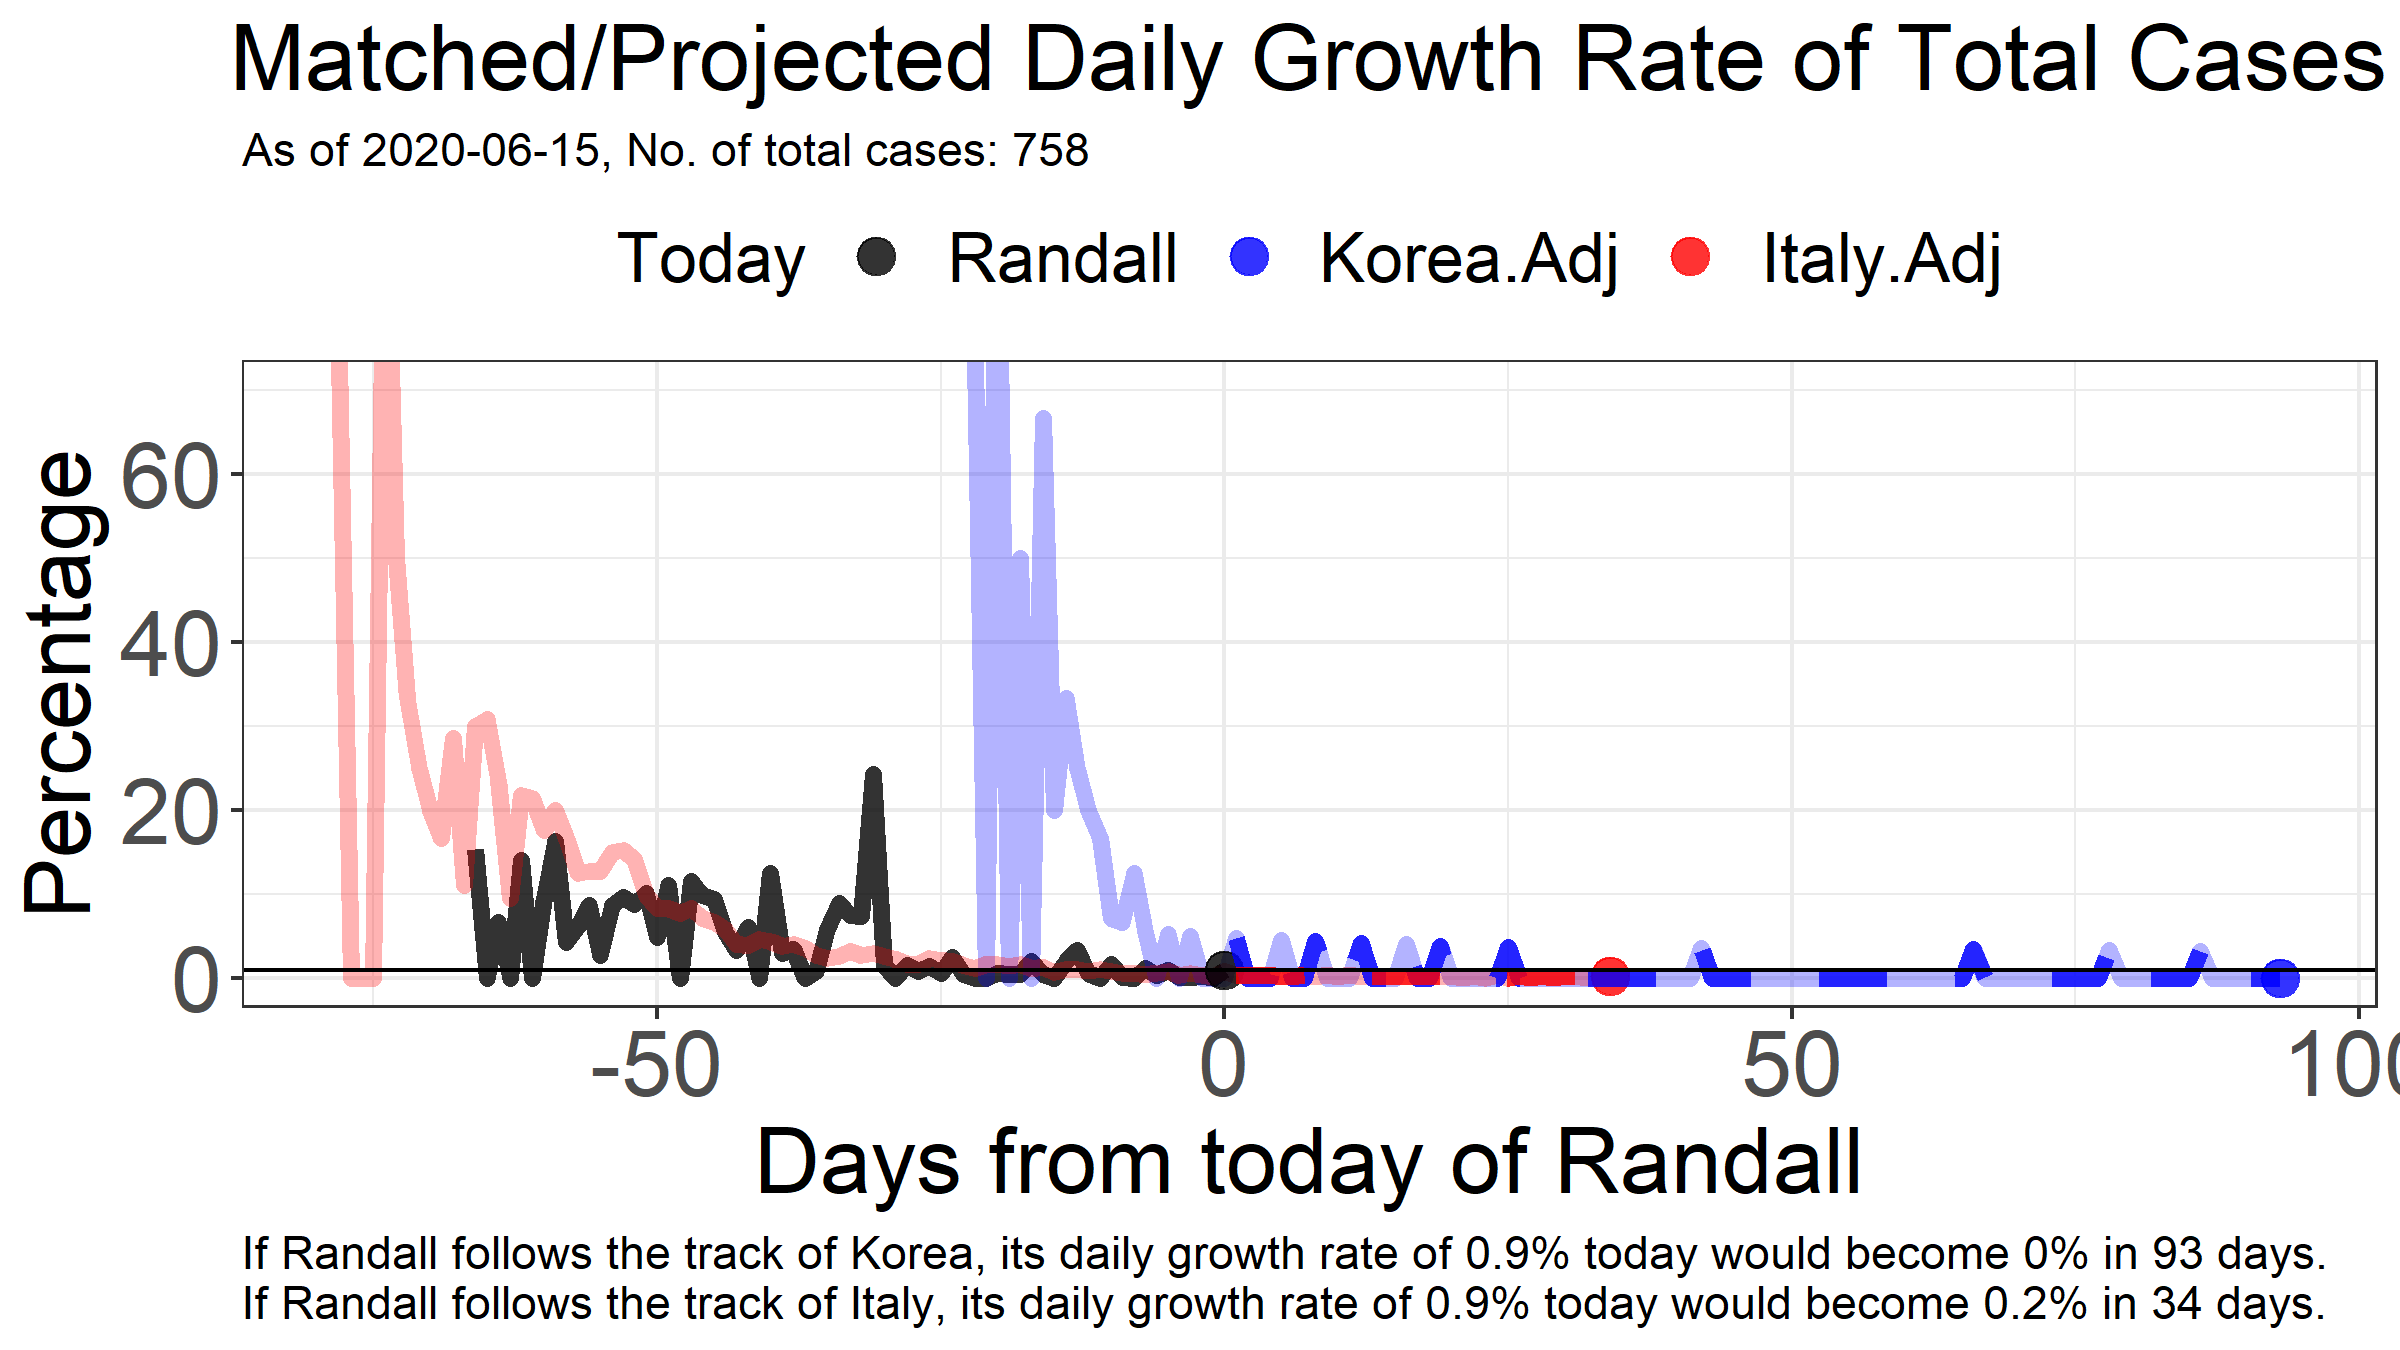 Matched/Projected Daily Growth Rate of Total Cases
As of 2020-06-15, No. of total cases: 758
Today Randall Korea.Adj Italy.Adj
Percentage
60
40
20
0
-50 0 50 100
Days from today of Randall
If Randall follows the track of Korea, its daily growth rate of 0.9% today would become 0% in 93 days.
If Randall follows the track of Italy, its daily growth rate of 0.9% today would become 0.2% in 34 days.